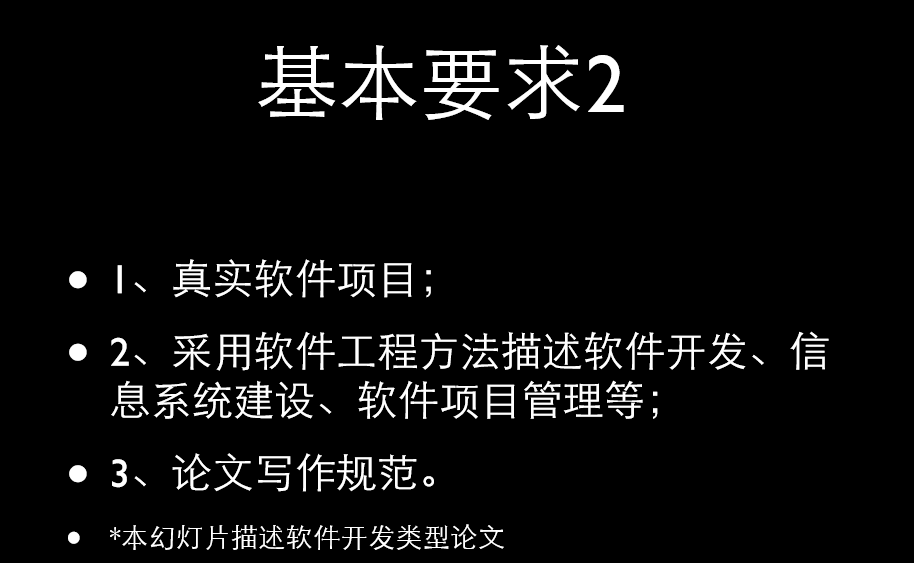 基本要求2
• 1、真实软件项目；
• 2、采用软件工程方法描述软件开发、信
息系统建设、软件项目管理等；
• 3、论文写作规范。
• *本幻灯片描述软件开发类型论文